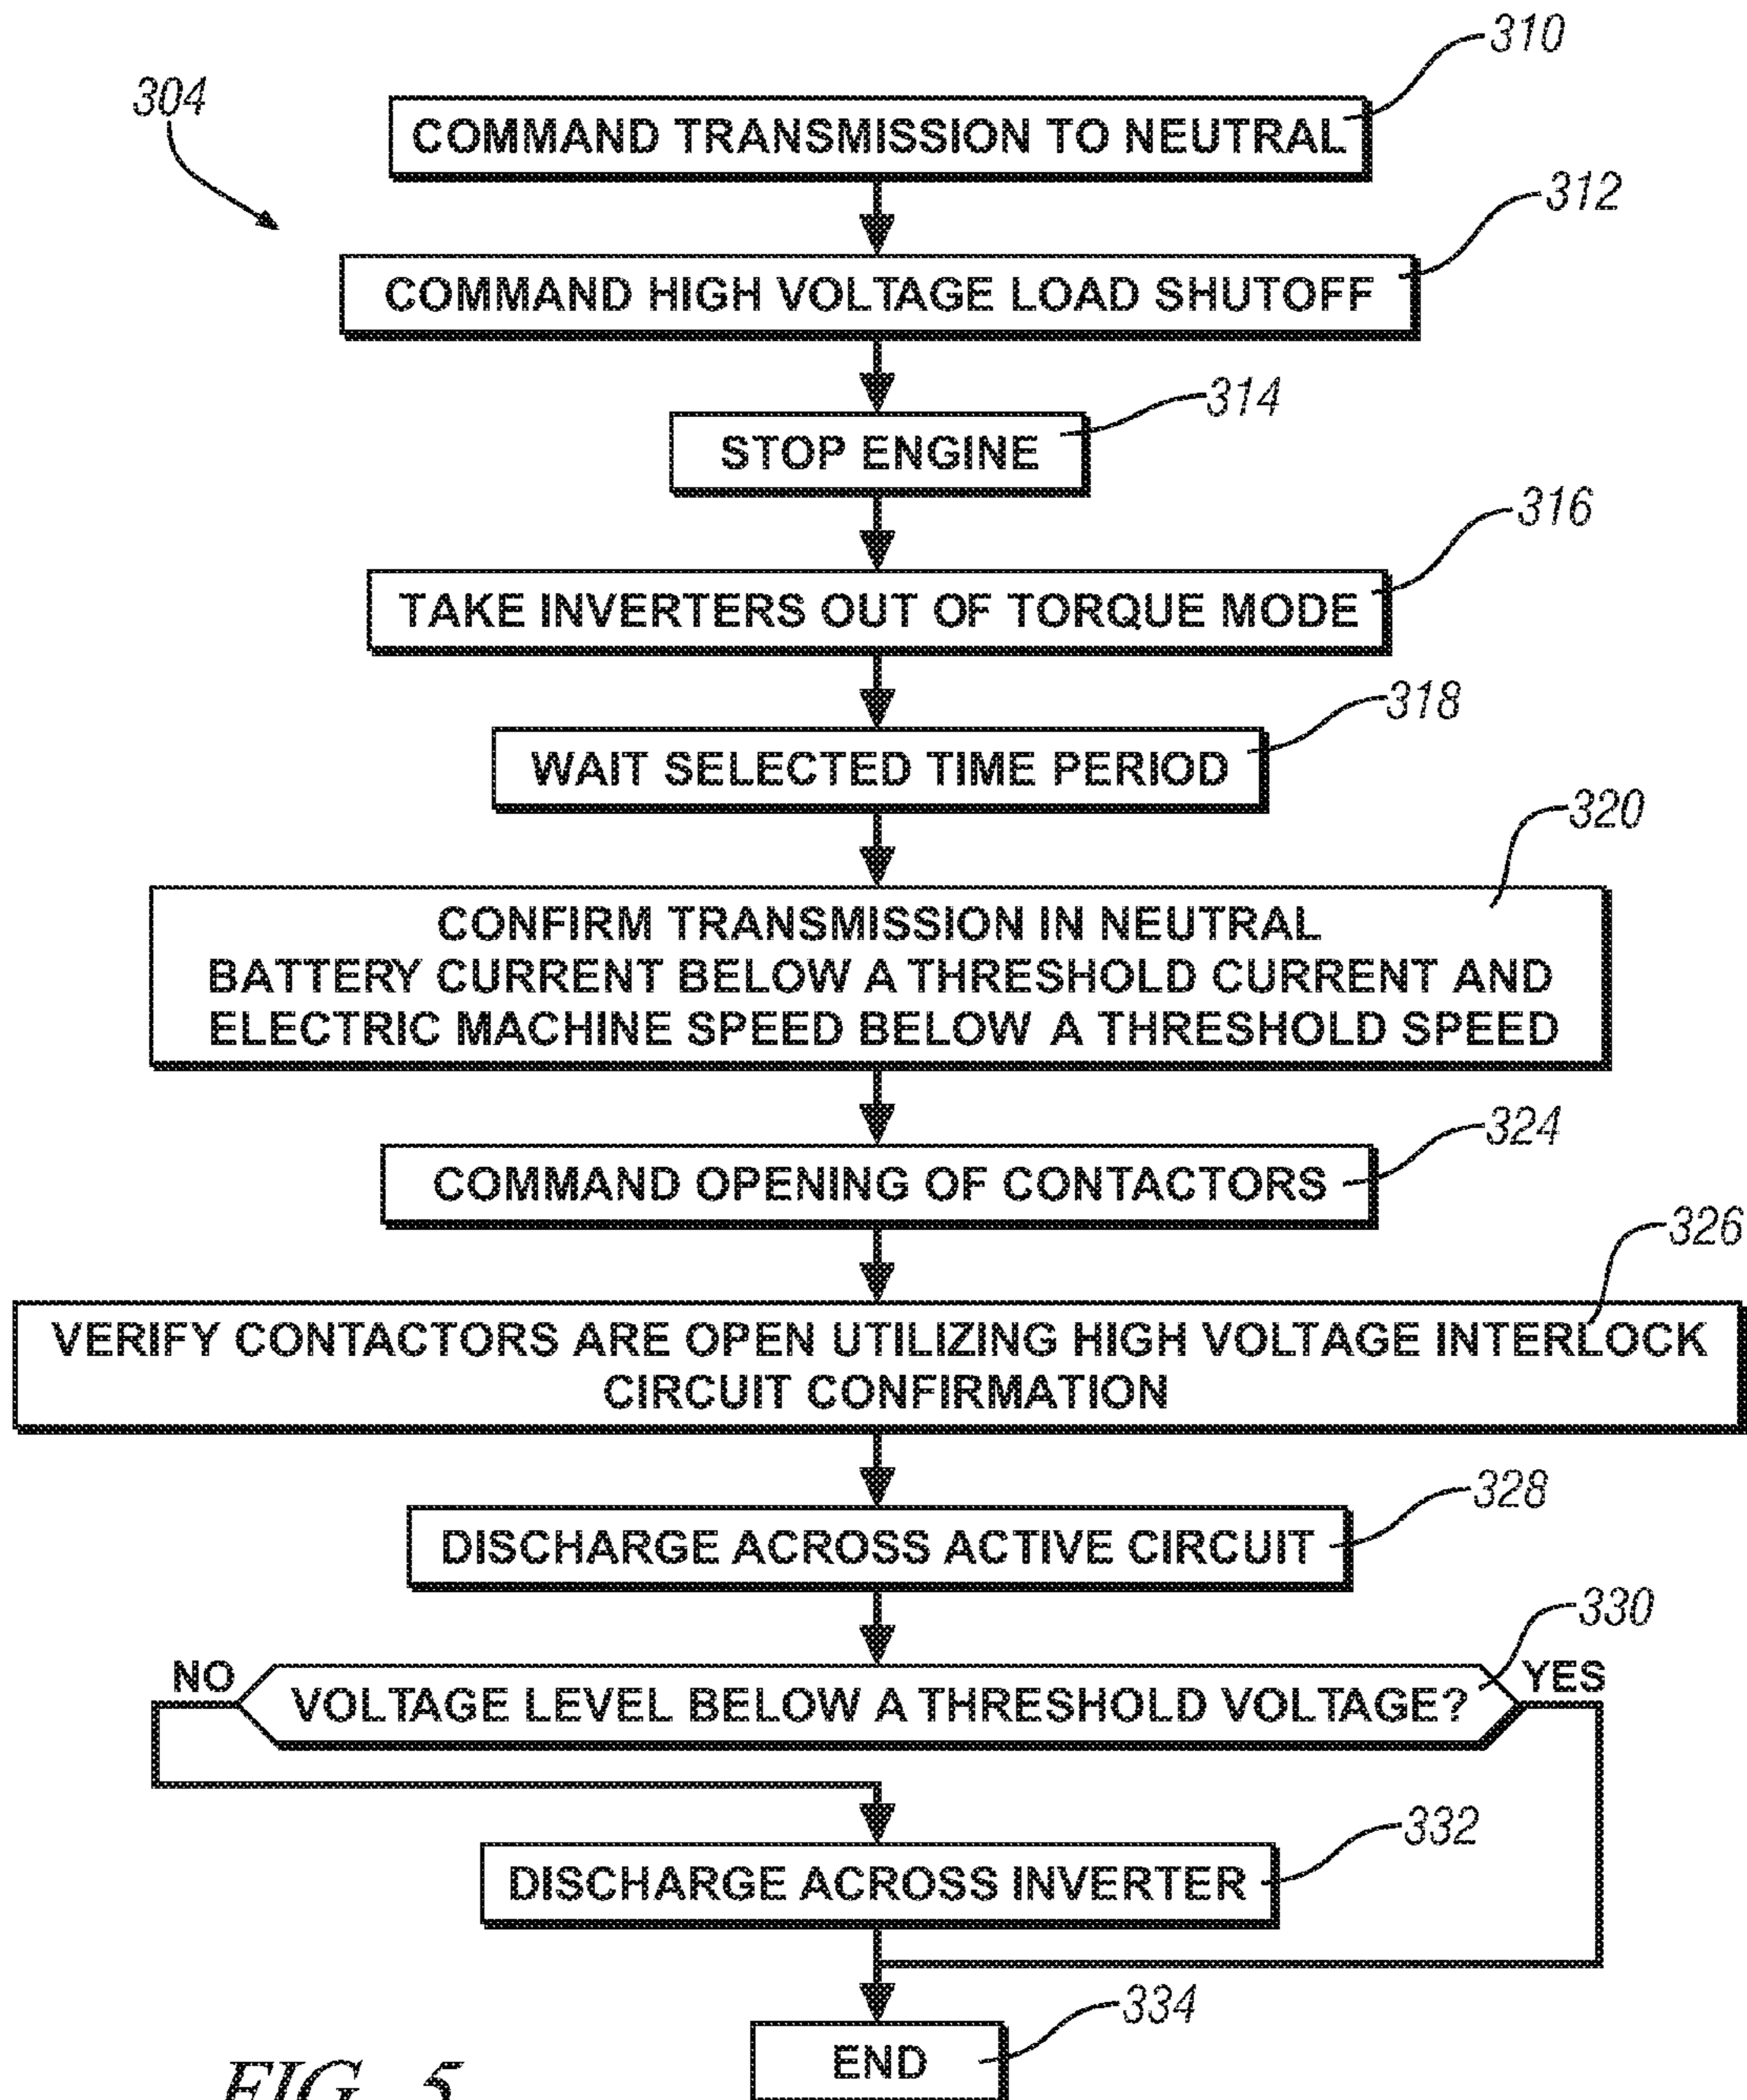 310
304
COMMAND TRANSMISSION TO NEUTRAL
312
COMMAND HIGH VOLTAGE LOAD SHUTOFF
314
STOP ENGINE
316
TAKE INVERTERS OUT OF TORQUE MODE
318
WAIT SELECTED TIME PERIOD
320
CONFIRM TRANSMISSION IN NEUTRAL
BATTERY CURRENT BELOW A THRESHOLD CURRENT AND
ELECTRIC MACHINE SPEED BELOW A THRESHOLD SPEED
324
COMMAND OPENING OF CONTACTORS
326
VERIFY CONTACTORS ARE OPEN UTILIZING HIGH VOLTAGE INTERLOCK
CIRCUIT CONFIRMATION
328
DISCHARGE ACROSS ACTIVE CIRCUIT
330
NO
YES
VOLTAGE LEVEL BELOW A THRESHOLD VOLTAGE?
332
DISCHARGE ACROSS INVERTER
334
END
FIG. 5